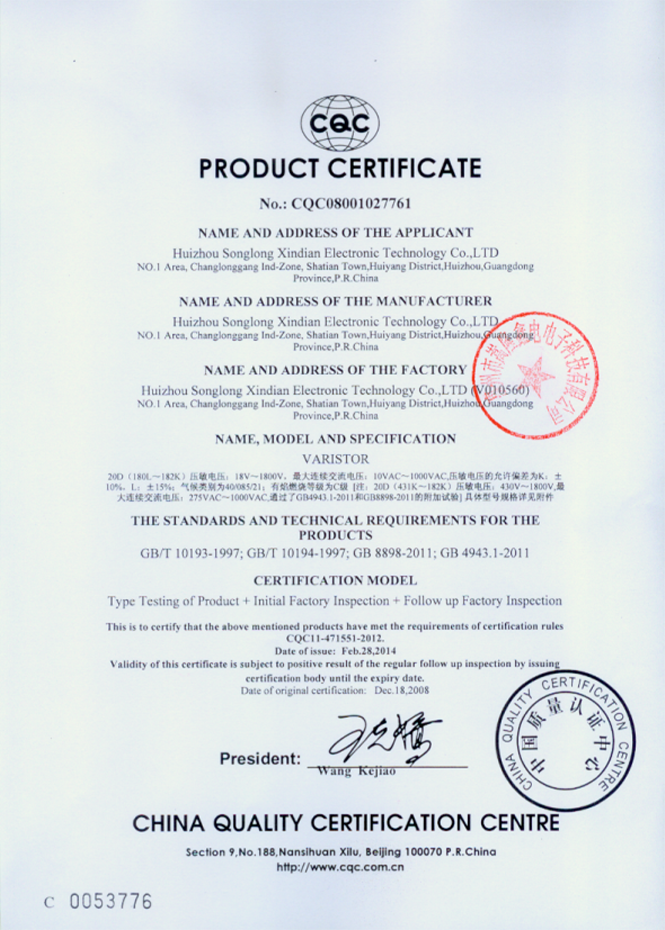 CQC
PRODUCT CERTIFICATE
No.: CQC08001027761
NAME AND ADDRESS OF THE APPLICANT
Huizhou Songlong Xindian Electronic Technology Co.,LTD
NO.1 Area, Changlonggang Ind-Zone, Shatian Town,Huiyang District,Huizhou,Guangdong
Province,P.R.China
NAME AND ADDRESS OF THE MANUFACTURER
Huizhou Songlong Xindian Electronic Technology Co.,LTD
NO.1 Area, Changlonggang Ind-Zone, Shatian Town,Huiyang District,Huizhou,Guangdong
Province,P.R.China
NAME AND ADDRESS OF THE FACTORY
Huizhou Songlong Xindian Electronic Technology Co.,LTD (V010560)
NO.1 Area, Changlonggang Ind-Zone, Shatian Town,Huiyang District,Huizhou,Guangdong
Province,P.R.China
NAME, MODEL AND SPECIFICATION
VARISTOR
20D（180L～182K）压敏电压：18V～1800V，最大连续交流电压：10VAC～1000VAC,压敏电压的允许偏差为K：±
10%，L：±15%；气候类别为40/085/21；有焰燃烧等级为C级 [注：20D（431K～182K）压敏电压：430V～1800V,最
大连续交流电压：275VAC～1000VAC,通过了GB4943.1-2011和GB8898-2011的附加试验] 具体型号规格详见附件
THE STANDARDS AND TECHNICAL REQUIREMENTS FOR THE
PRODUCTS
GB/T 10193-1997; GB/T 10194-1997; GB 8898-2011; GB 4943.1-2011
CERTIFICATION MODEL
Type Testing of Product + Initial Factory Inspection + Follow up Factory Inspection
This is to certify that the above mentioned products have met the requirements of certification rules
CQC11-471551-2012.
Date of issue: Feb.28,2014
Validity of this certificate is subject to positive result of the regular follow up inspection by issuing
certification body until the expiry date.
Date of original certification: Dec.18,2008
CHINA QUALITY CERTIFICATION CENTRE
中国质量认证中心
President:
Wang Kejiao
CHINA QUALITY CERTIFICATION CENTRE
Section 9,No.188,Nansihuan Xilu, Beijing 100070 P.R.China
http://www.cqc.com.cn
C 0053776